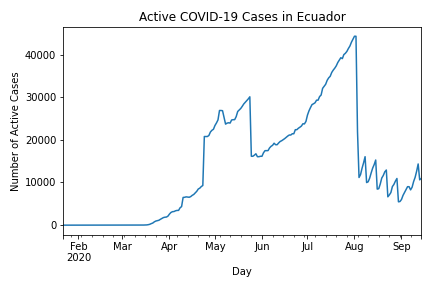 Active COVID-19 Cases in Ecuador
Number of Active Cases
40000
30000
20000
10000
0
Feb Mar Apr May Jun Jul Aug Sep
2020
Day